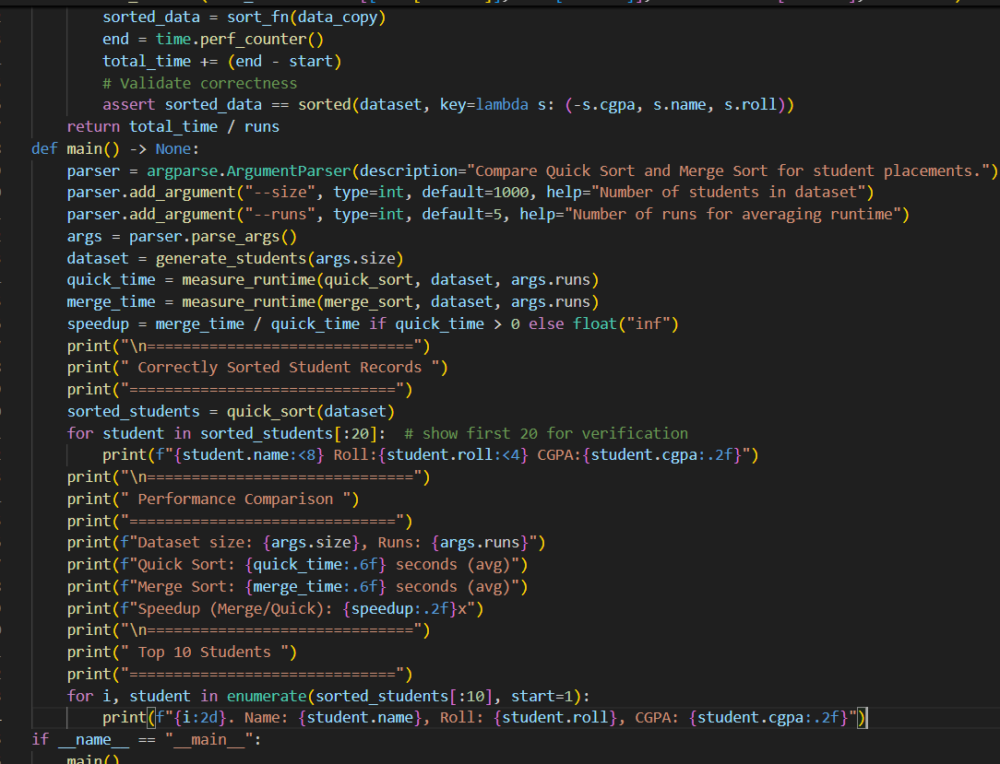 sorted_data = sort_fn(data_copy)
        end = time.perf_counter()
        total_time += (end - start)
        # Validate correctness
        assert sorted_data == sorted(dataset, key=lambda s: (-s.cgpa, s.name, s.roll))
    return total_time / runs
def main() -> None:
    parser = argparse.ArgumentParser(description="Compare Quick Sort and Merge Sort for student placements.")
    parser.add_argument("--size", type=int, default=1000, help="Number of students in dataset")
    parser.add_argument("--runs", type=int, default=5, help="Number of runs for averaging runtime")
    args = parser.parse_args()
    dataset = generate_students(args.size)
    quick_time = measure_runtime(quick_sort, dataset, args.runs)
    merge_time = measure_runtime(merge_sort, dataset, args.runs)
    speedup = merge_time / quick_time if quick_time > 0 else float("inf")
    print("\n==============================")
    print(" Correctly Sorted Student Records ")
    print("==============================")
    sorted_students = quick_sort(dataset)
    for student in sorted_students[:20]:  # show first 20 for verification
        print(f"{student.name:<8} Roll:{student.roll:<4} CGPA:{student.cgpa:.2f}")
    print("\n==============================")
    print(" Performance Comparison ")
    print("==============================")
    print(f"Dataset size: {args.size}, Runs: {args.runs}")
    print(f"Quick Sort: {quick_time:.6f} seconds (avg)")
    print(f"Merge Sort: {merge_time:.6f} seconds (avg)")
    print(f"Speedup (Merge/Quick): {speedup:.2f}x")
    print("\n==============================")
    print(" Top 10 Students ")
    print("==============================")
    for i, student in enumerate(sorted_students[:10], start=1):
        print(f"{i:2d}. Name: {student.name}, Roll: {student.roll}, CGPA: {student.cgpa:.2f}")
if __name__ == "__main__":
    main()